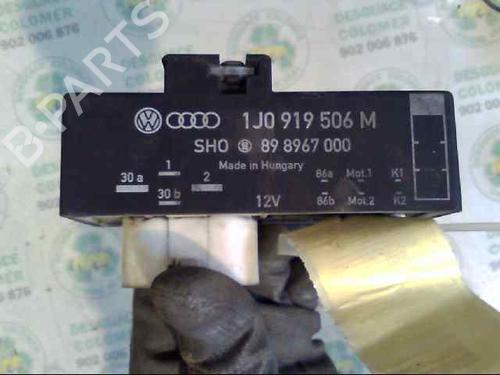 DESGUACE
COLOMER
902 006 876
B-PARTS
1J0 919 506 M
SHO 89 8967 000
Made in Hungary
30 a 1 2 86a Mot.1 K1
30 b 12V 86b Mot.2 K2